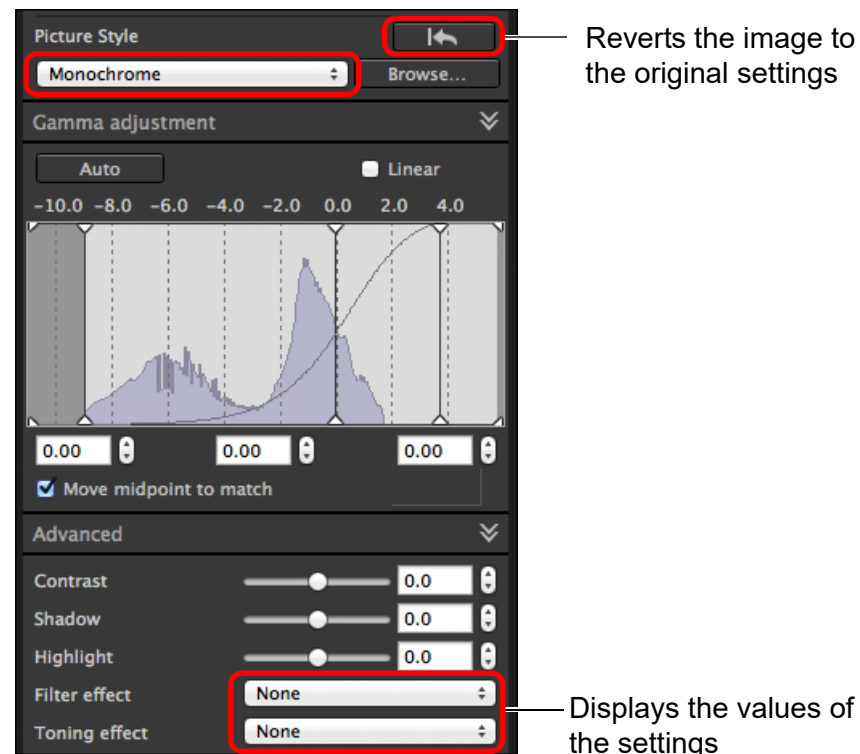 Picture Style
Reverts the image to
the original settings
Monochrome
Browse...
Gamma adjustment
Auto
Linear
-10.0 -8.0 -6.0 -4.0 -2.0 0.0 2.0 4.0
0.00 0.00 0.00
Move midpoint to match
Advanced
Contrast 0.0
Shadow 0.0
Highlight 0.0
Filter effect None
Toning effect None
Displays the values of
the settings